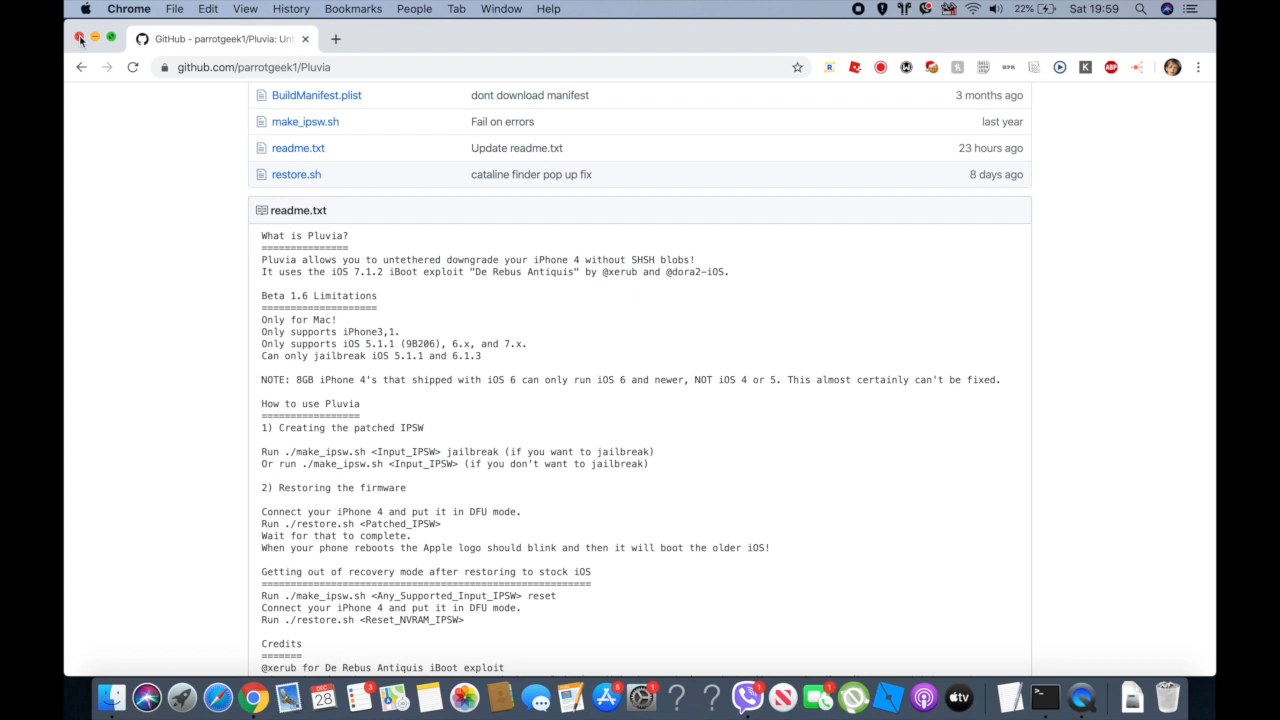 Chrome File Edit View History Bookmarks People Tab Window Help 22% Sat 19:59
GitHub - parrotgeek1/Pluvia: Unt
github.com/parrotgeek1/Pluvia
BuildManifest.plist dont download manifest 3 months ago
make_ipsw.sh Fail on errors last year
readme.txt Update readme.txt 23 hours ago
restore.sh cataline finder pop up fix 8 days ago
readme.txt
What is Pluvia?
===============
Pluvia allows you to untethered downgrade your iPhone 4 without SHSH blobs!
It uses the iOS 7.1.2 iBoot exploit "De Rebus Antiquis" by @xerub and @dora2-iOS.
Beta 1.6 Limitations
====================
Only for Mac!
Only supports iPhone3,1.
Only supports iOS 5.1.1 (9B206), 6.x, and 7.x.
Can only jailbreak iOS 5.1.1 and 6.1.3
NOTE: 8GB iPhone 4's that shipped with iOS 6 can only run iOS 6 and newer, NOT iOS 4 or 5. This almost certainly can't be fixed.
How to use Pluvia
=================
1) Creating the patched IPSW
Run ./make_ipsw.sh <Input_IPSW> jailbreak (if you want to jailbreak)
Or run ./make_ipsw.sh <Input_IPSW> (if you don't want to jailbreak)
2) Restoring the firmware
Connect your iPhone 4 and put it in DFU mode.
Run ./restore.sh <Patched_IPSW>
Wait for that to complete.
When your phone reboots the Apple logo should blink and then it will boot the older iOS!
Getting out of recovery mode after restoring to stock iOS
=========================================================
Run ./make_ipsw.sh <Any_Supported_Input_IPSW> reset
Connect your iPhone 4 and put it in DFU mode.
Run ./restore.sh <Reset_NVRAM_IPSW>
Credits
=======
@xerub for De Rebus Antiquis iBoot exploit